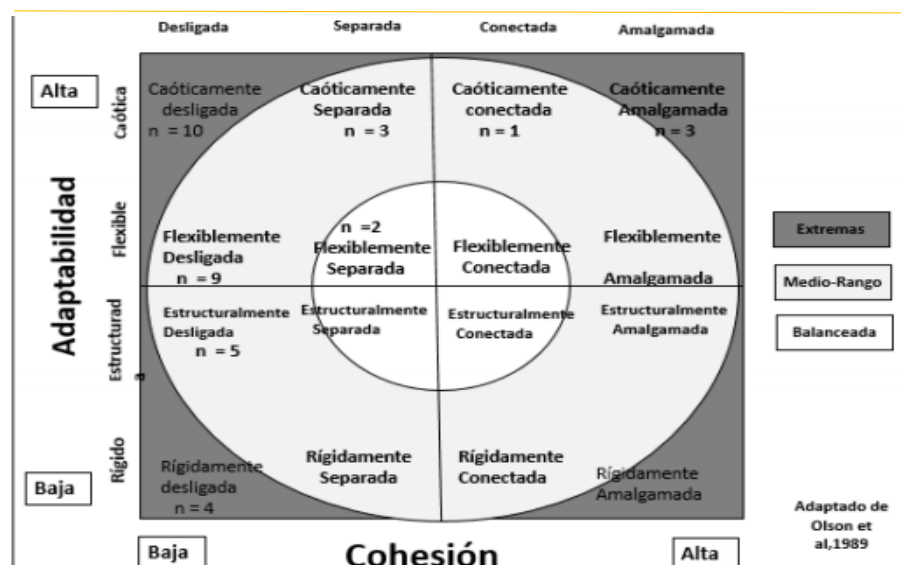 Desligada Separada Conectada Amalgamada
Alta
Adaptabilidad
Baja
Caótica
Flexible
Estructurada
Rígido
Caóticamente
desligada
n = 10
Caóticamente
Separada
n = 3
Caóticamente
conectada
n = 1
Caóticamente
Amalgamada
n = 3
Flexiblemente
Desligada
n = 9
n =2
Flexiblemente
Separada
Flexiblemente
Conectada
Flexiblemente
Amalgamada
Estructuralmente
Desligada
n = 5
Estructuralmente
Separada
Estructuralmente
Conectada
Estructuralmente
Amalgamada
Rígidamente
desligada
n = 4
Rígidamente
Separada
Rígidamente
Conectada
Rígidamente
Amalgamada
Extremas
Medio-Rango
Balanceada
Adaptado de
Olson et
al,1989
Baja
Cohesión
Alta